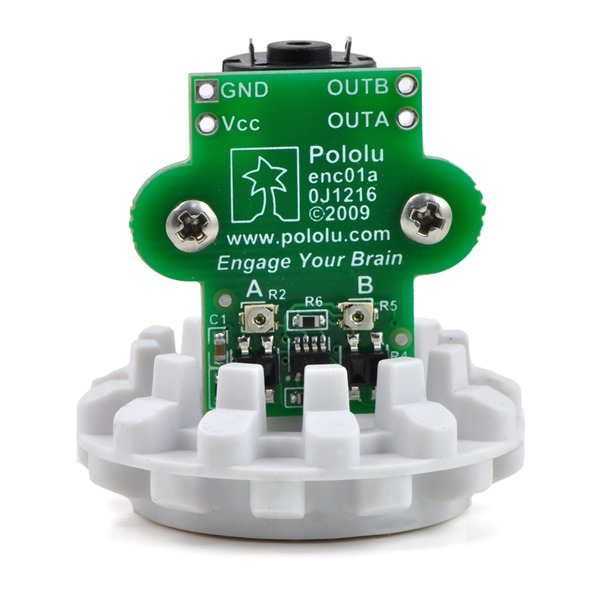 GND OUTB
Vcc OUTA
Pololu
enc01a
0J1216
©2009
www.pololu.com
Engage Your Brain
A B
R2 R6 R5
C1
R4